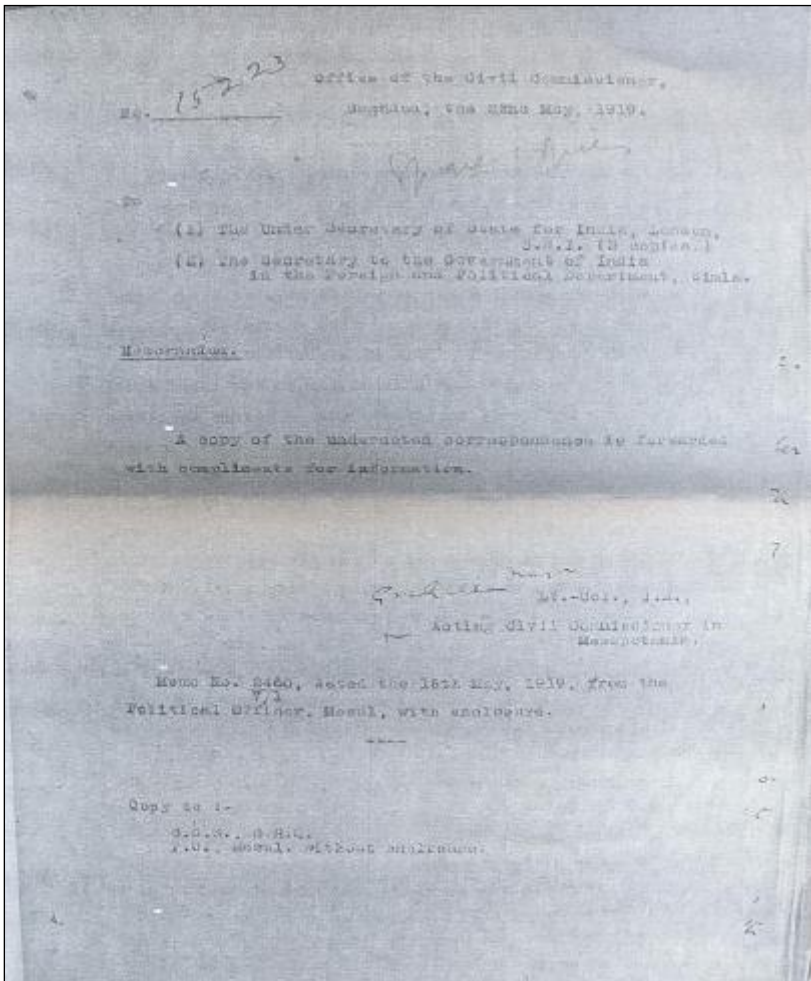 Office of the Civil Commissioner,
No. 15223
Baghdad, the 22nd May, 1919.
To
(1) The Under Secretary of State for India, London,
(2 copies.)
(2) The Secretary to the Government of India
in the Foreign and Political Department, Simla.
Memorandum.
A copy of the undernoted correspondence is forwarded
with compliments for information.
Lt.-Col., I.A.,
Acting Civil Commissioner in
Mesopotamia.
Memo No. 2460, dated the 15th May, 1919, from the
7/1
Political Officer, Mosul, with enclosure.
Copy to :-
G.H.Q.
P.O., Mosul, without enclosure.